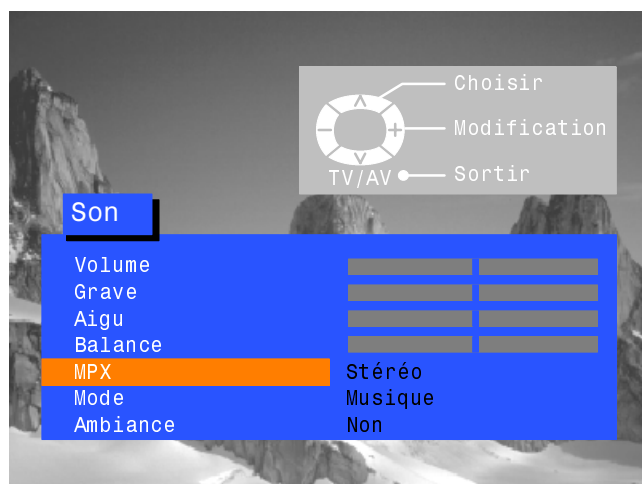 Choisir
Modification
TV/AV Sortir
Son
Volume
Grave
Aigu
Balance
MPX Stéréo
Mode Musique
Ambiance Non